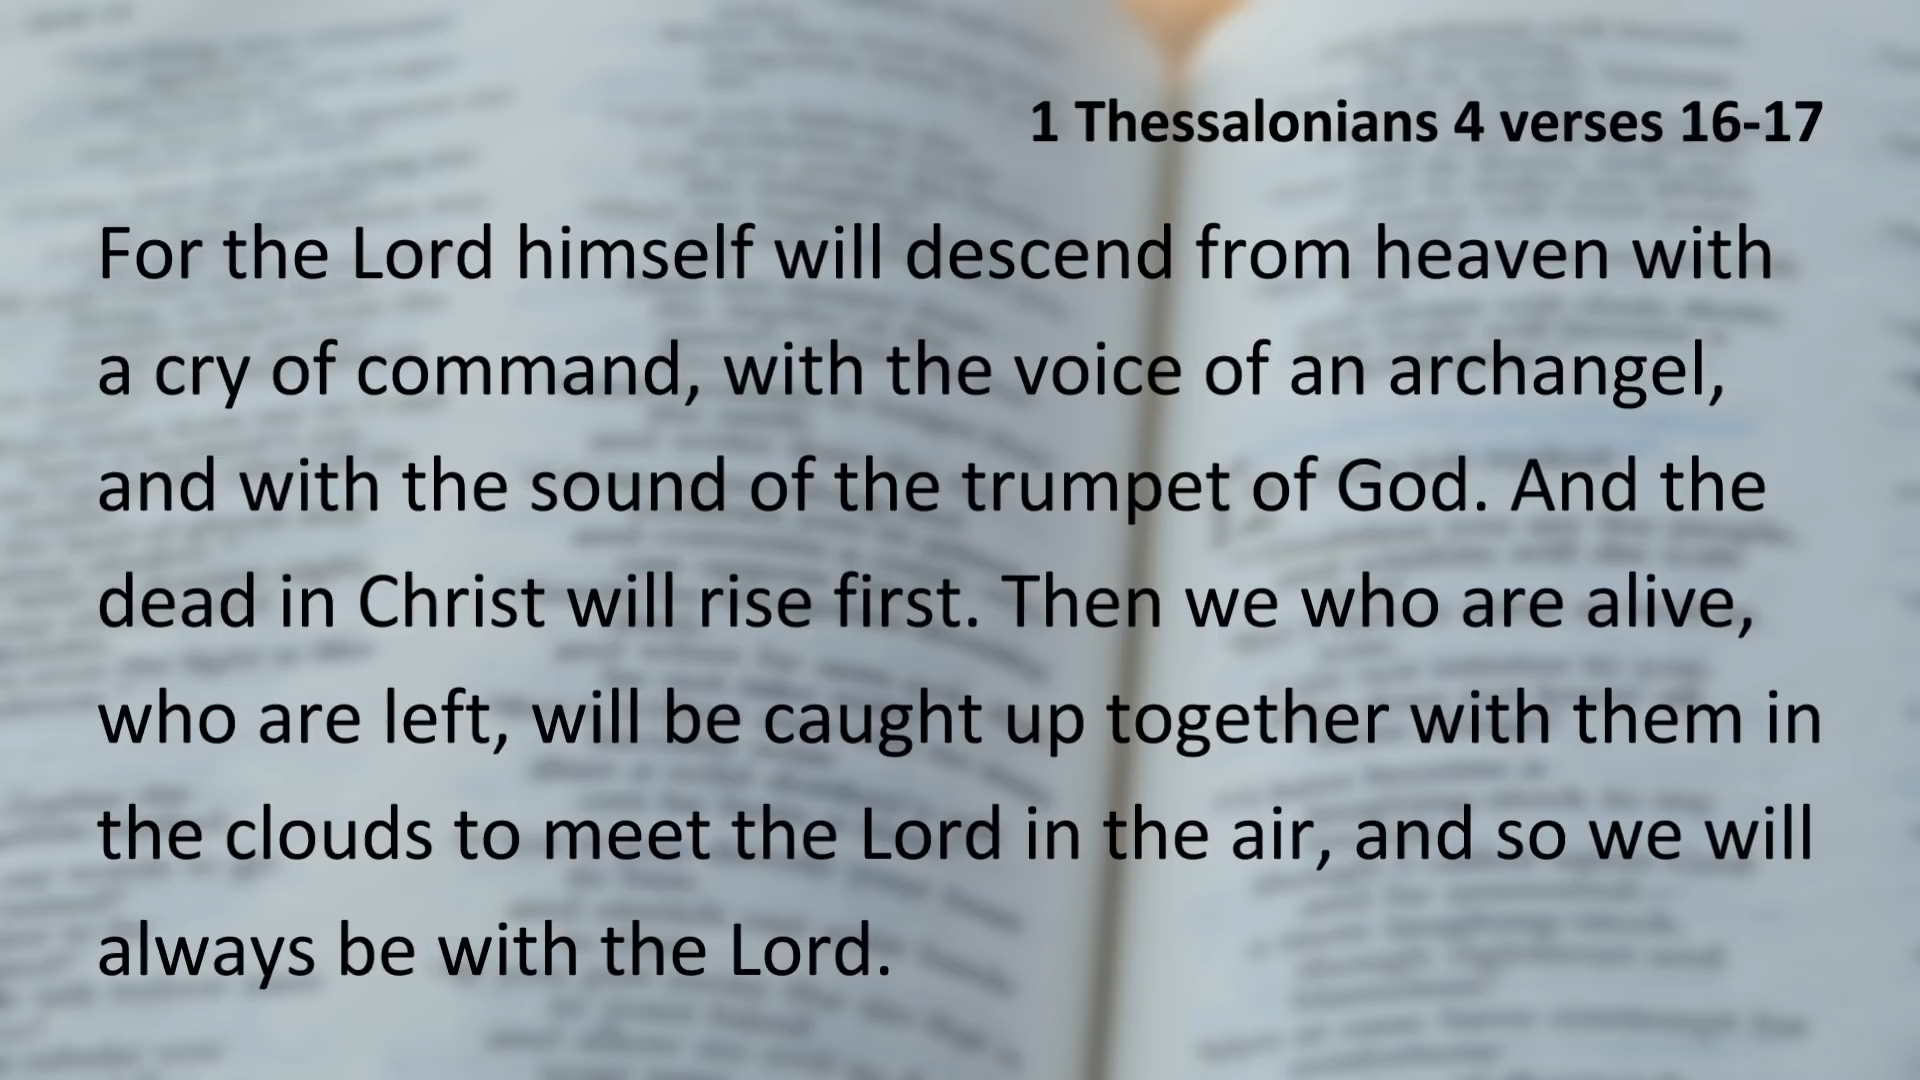 1 Thessalonians 4 verses 16-17
For the Lord himself will descend from heaven with
a cry of command, with the voice of an archangel,
and with the sound of the trumpet of God. And the
dead in Christ will rise first. Then we who are alive,
who are left, will be caught up together with them in
the clouds to meet the Lord in the air, and so we will
always be with the Lord.